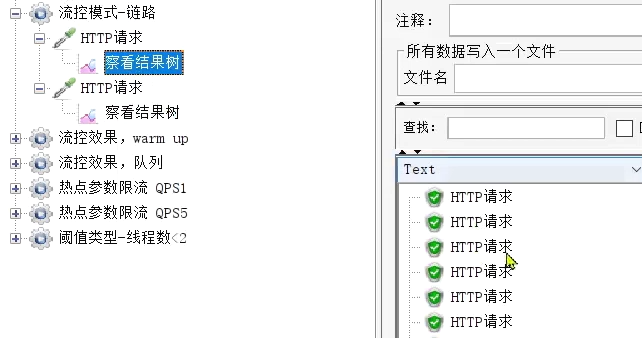 流控模式-链路
HTTP请求
察看结果树
HTTP请求
察看结果树
流控效果，warm up
流控效果，队列
热点参数限流 QPS1
热点参数限流 QPS5
阈值类型-线程数<2
注释：
所有数据写入一个文件
文件名
查找：
Text
HTTP请求
HTTP请求
HTTP请求
HTTP请求
HTTP请求
HTTP请求